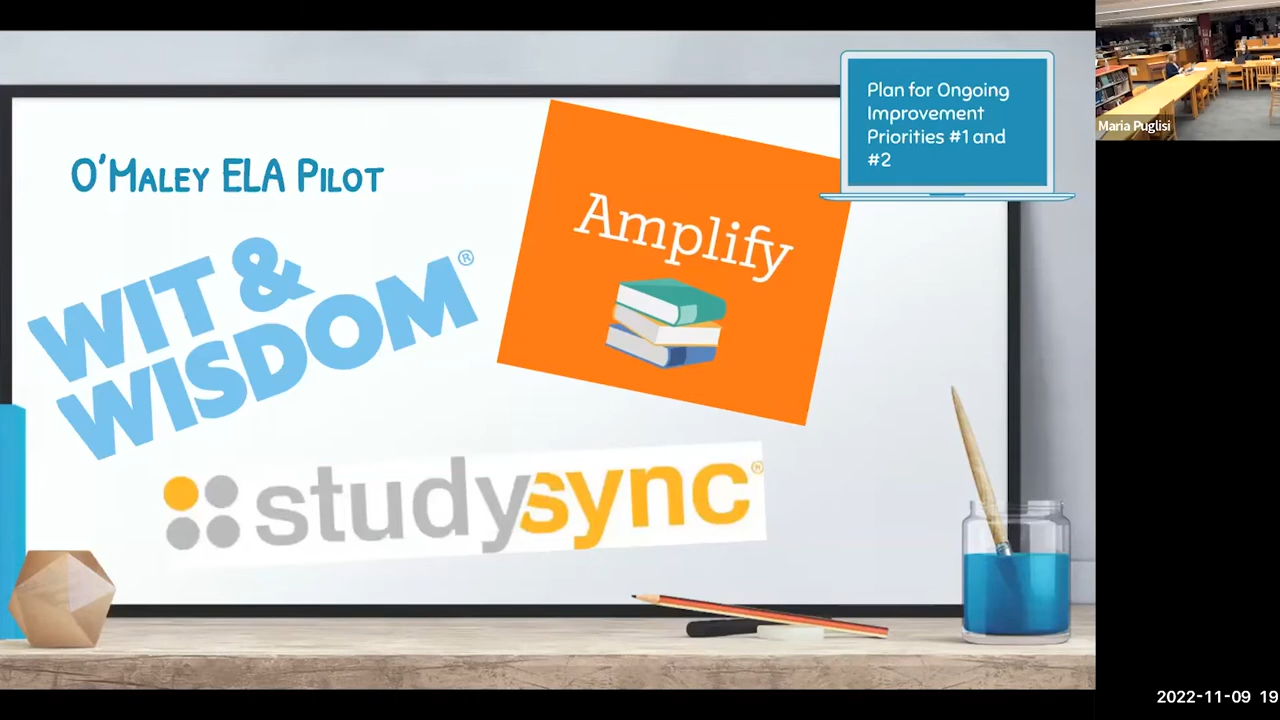 O'Maley ELA Pilot
WIT &
WISDOM®
Amplify
studysync®
Plan for Ongoing
Improvement
Priorities #1 and
#2
Maria Puglisi
2022-11-09 19